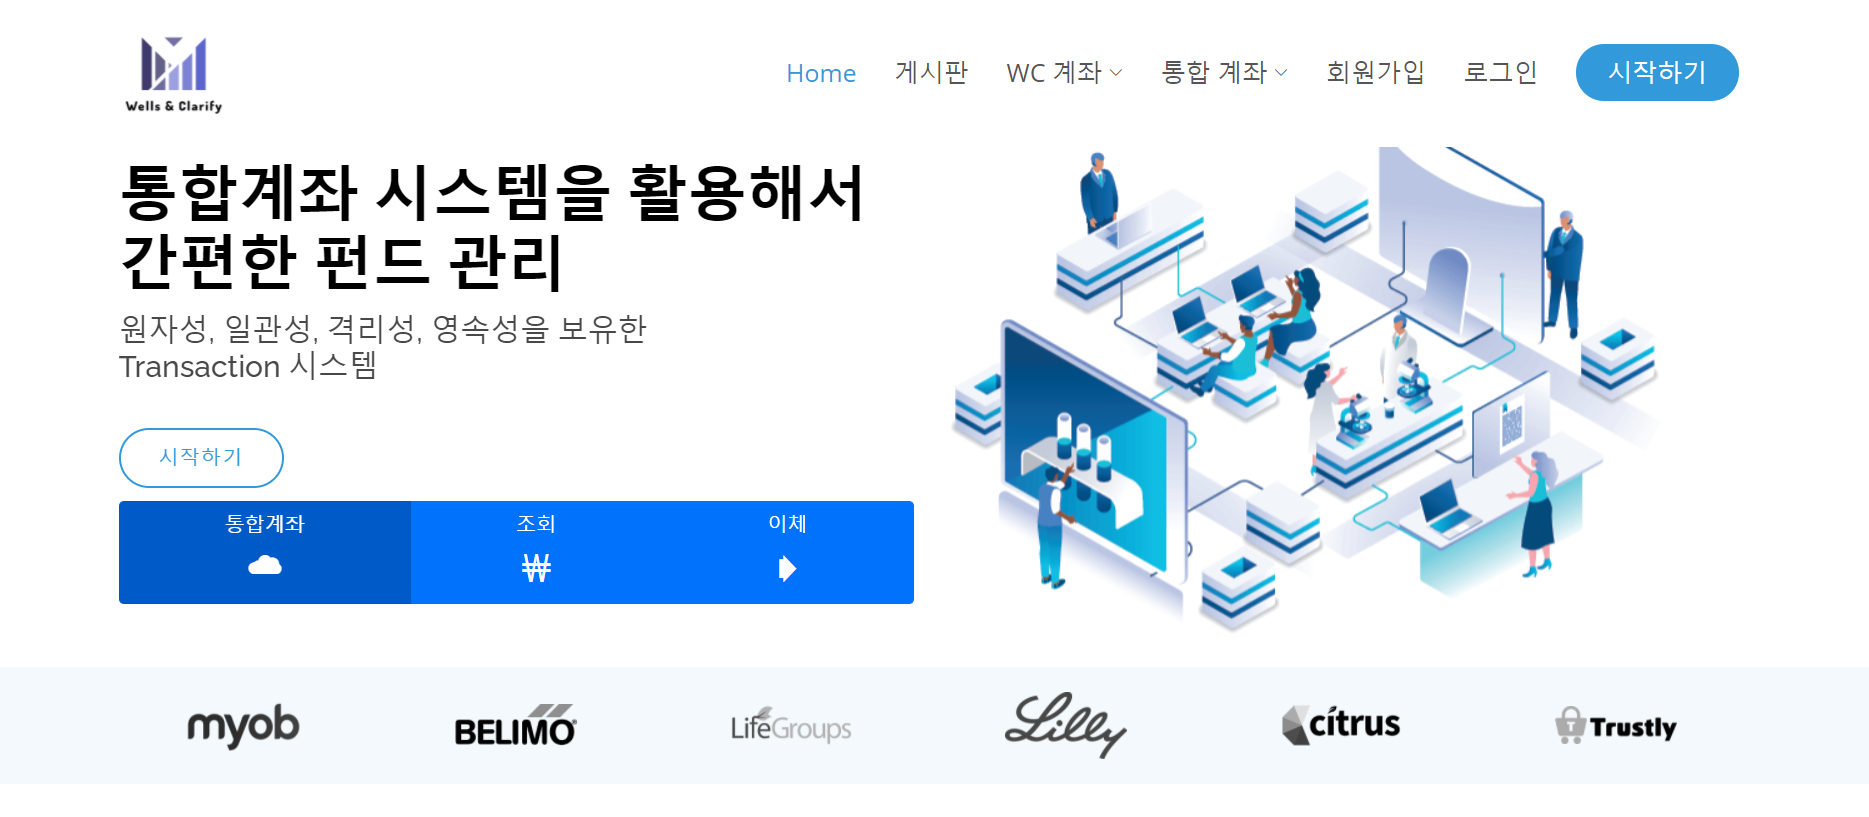 Wells & Clarify
Home 게시판 WC 계좌 통합 계좌 회원가입 로그인 시작하기
통합계좌 시스템을 활용해서
간편한 펀드 관리
원자성, 일관성, 격리성, 영속성을 보유한
Transaction 시스템
시작하기
통합계좌 조회 이체
₩
myob BELIMO® LifeGroups Lilly citrus T Trustly